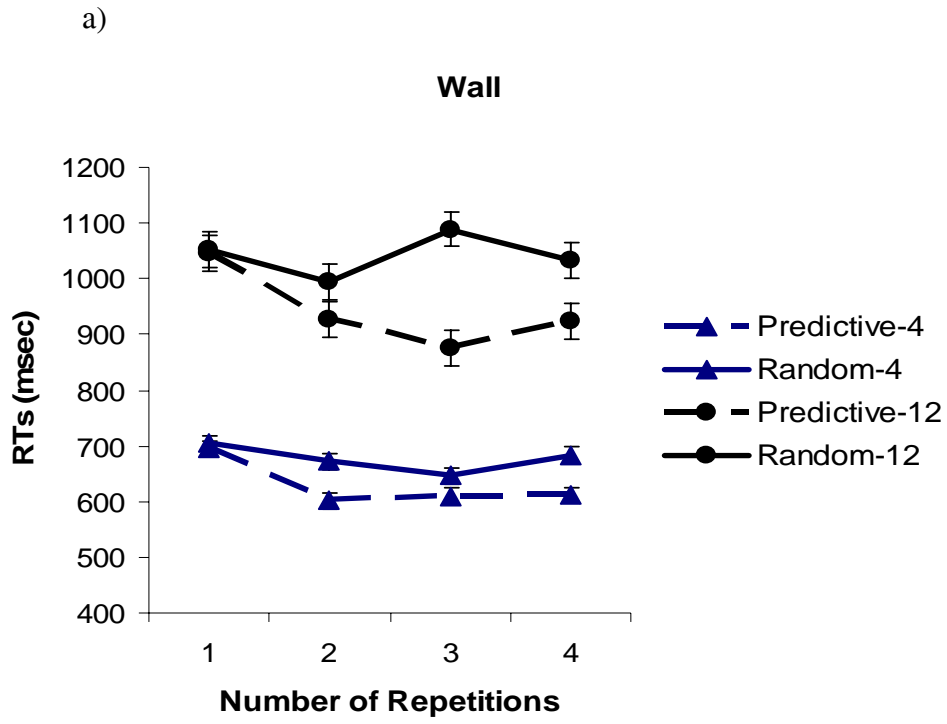 a)
Wall
1200
1100
1000
900
800
700
600
500
400
RTs (msec)
1 2 3 4
Number of Repetitions
Predictive-4
Random-4
Predictive-12
Random-12